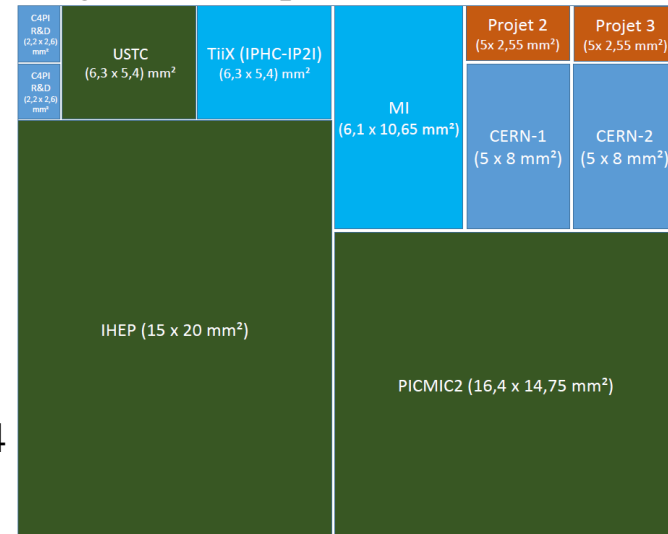 C4PI
R&D
(2,2 x 2,6)
mm²
C4PI
R&D
(2,2 x 2,6)
mm²
USTC
(6,3 x 5,4) mm²
TiiX (IPHC-IP2I)
(6,3 x 5,4) mm²
MI
(6,1 x 10,65 mm²)
Projet 2
(5x 2,55 mm²)
Projet 3
(5x 2,55 mm²)
CERN-1
(5 x 8 mm²)
CERN-2
(5 x 8 mm²)
IHEP (15 x 20 mm²)
PICMIC2 (16,4 x 14,75 mm²)